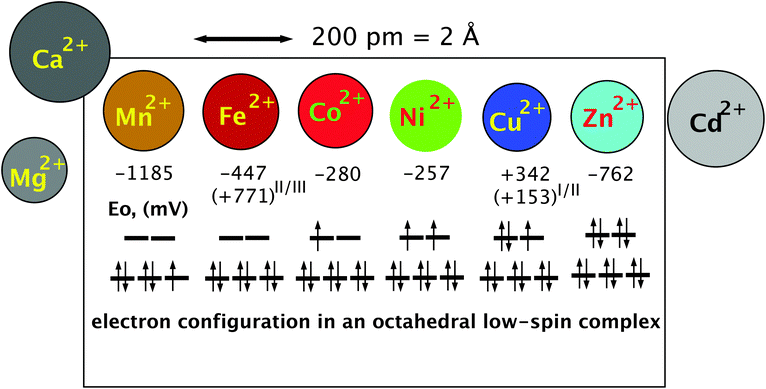 200 pm = 2 Å
Ca2+
Mn2+ Fe2+ Co2+ Ni2+ Cu2+ Zn2+ Cd2+
Mg2+
−1185 −447 −280 −257 +342 −762
(+771)II/III (+153)I/II
Eo, (mV)
electron configuration in an octahedral low−spin complex